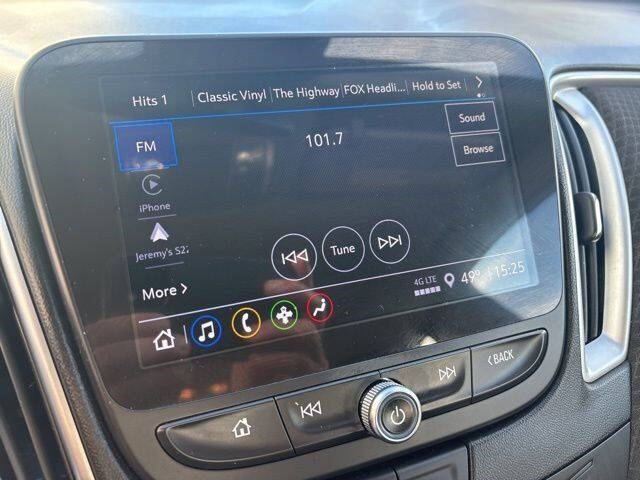 Hits 1 Classic Vinyl The Highway FOX Headli... Hold to Set
FM
101.7
Sound
Browse
iPhone
Jeremy's S22
Tune
More
4G LTE
49° 15:25
BACK